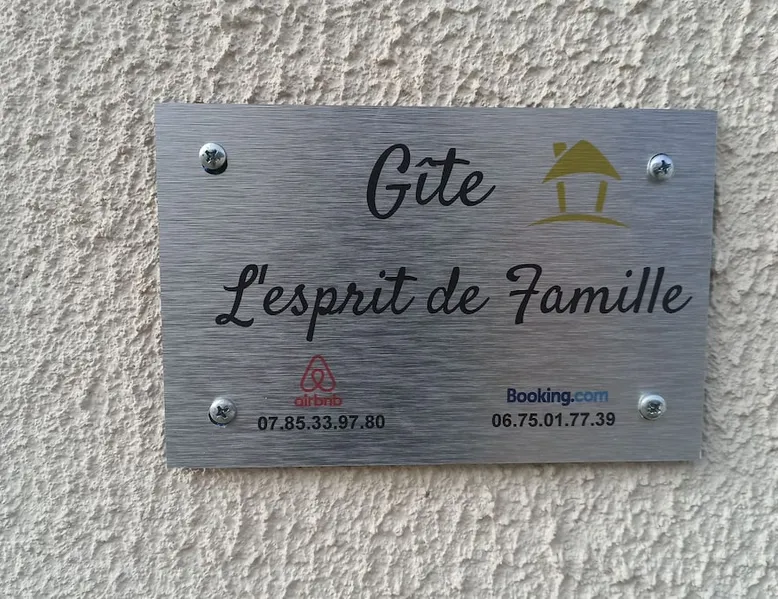 Gîte
L'esprit de Famille
airbnb Booking.com
07.85.33.97.80 06.75.01.77.39